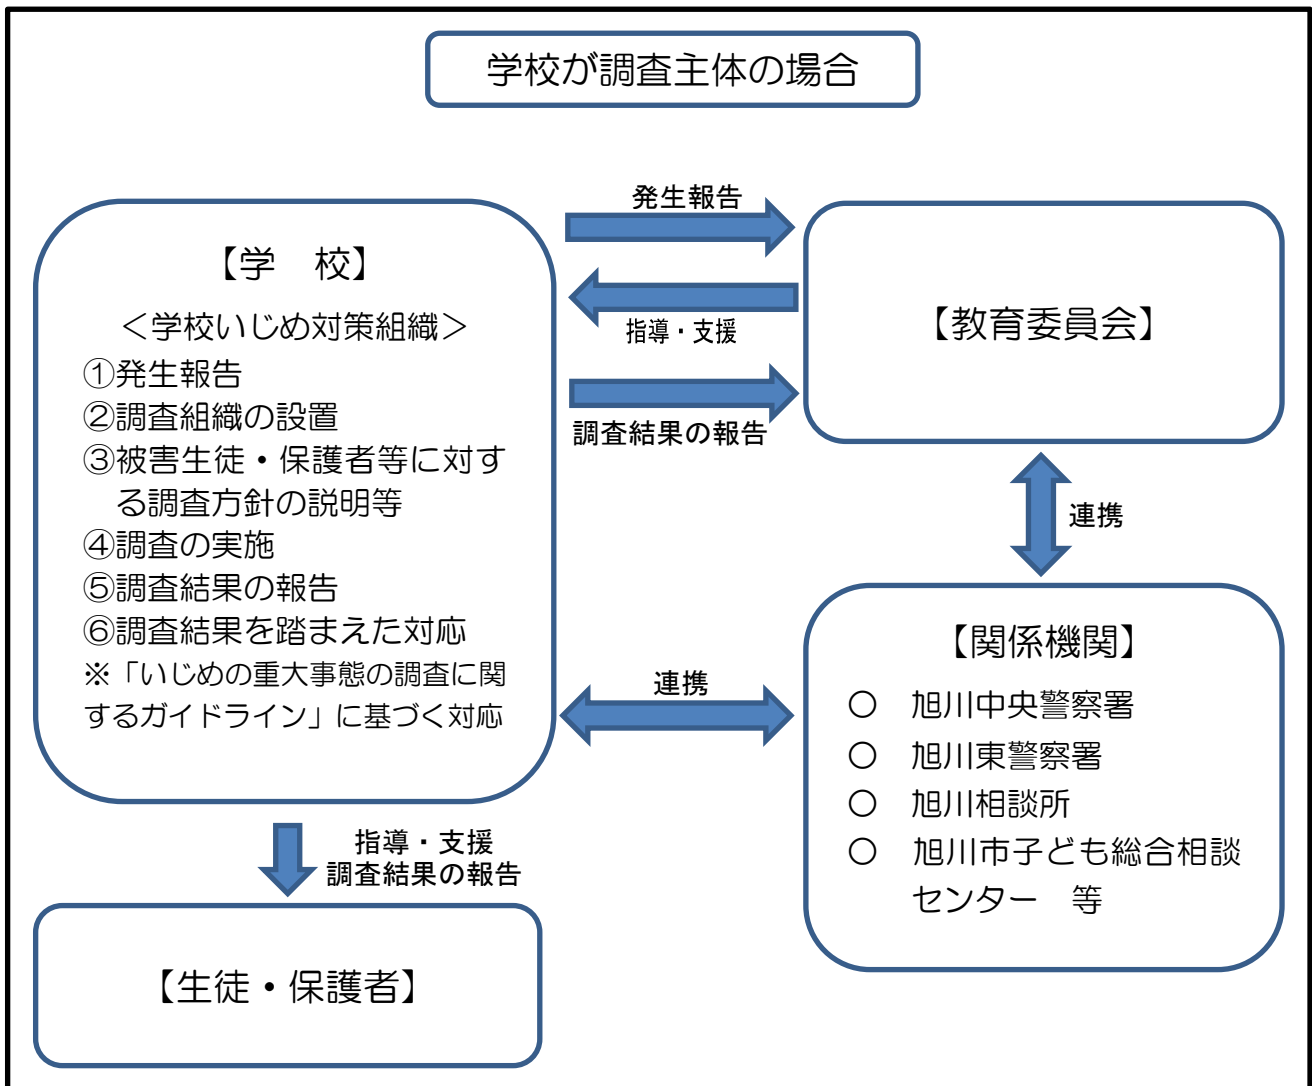 学校が調査主体の場合
発生報告
【学　校】
＜学校いじめ対策組織＞
①発生報告
②調査組織の設置
③被害生徒・保護者等に対す
る調査方針の説明等
④調査の実施
⑤調査結果の報告
⑥調査結果を踏まえた対応
※「いじめの重大事態の調査に関
するガイドライン」に基づく対応
指導・支援
調査結果の報告
【教育委員会】
連携
連携
【関係機関】
○　旭川中央警察署
○　旭川東警察署
○　旭川相談所
○　旭川市子ども総合相談
センター　等
指導・支援
調査結果の報告
【生徒・保護者】